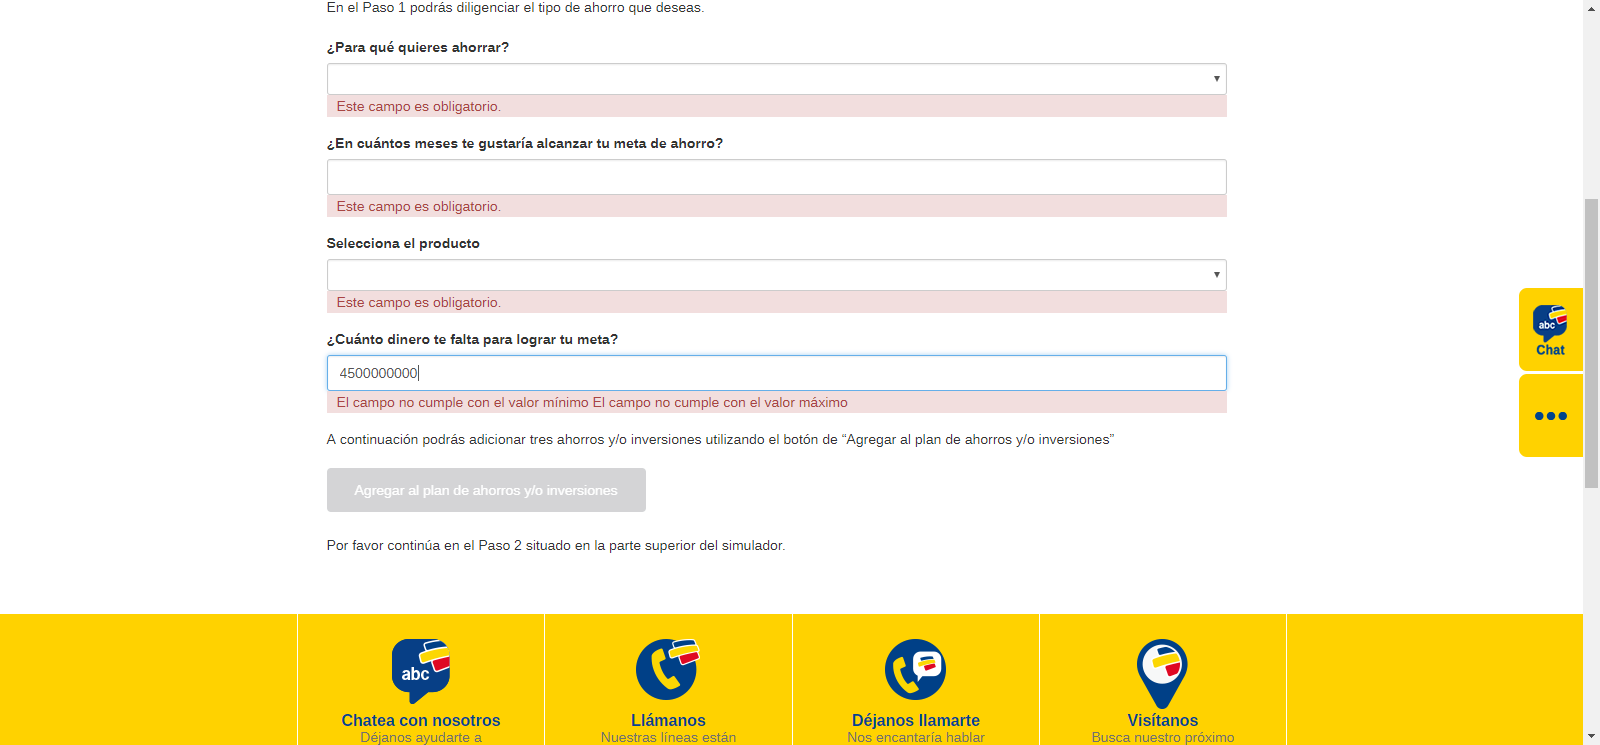 En el Paso 1 podrás diligenciar el tipo de ahorro que deseas.
¿Para qué quieres ahorrar?
Este campo es obligatorio.
¿En cuántos meses te gustaría alcanzar tu meta de ahorro?
Este campo es obligatorio.
Selecciona el producto
Este campo es obligatorio.
¿Cuánto dinero te falta para lograr tu meta?
4500000000
El campo no cumple con el valor mínimo El campo no cumple con el valor máximo
A continuación podrás adicionar tres ahorros y/o inversiones utilizando el botón de “Agregar al plan de ahorros y/o inversiones”
Agregar al plan de ahorros y/o inversiones
Por favor continúa en el Paso 2 situado en la parte superior del simulador.
abc
Chat
abc
Chatea con nosotros
Déjanos ayudarte a
Llámanos
Nuestras líneas están
Déjanos llamarte
Nos encantaría hablar
Visítanos
Busca nuestro próximo